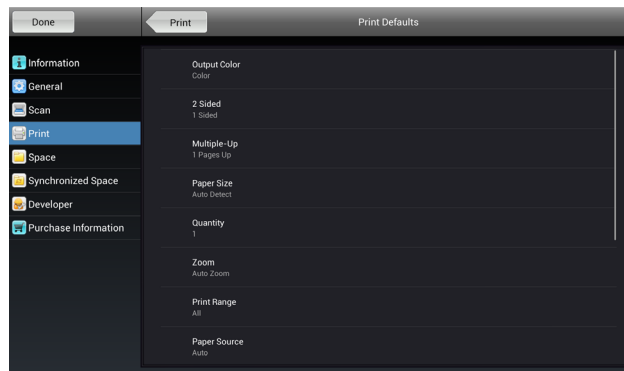 Done
Print
Print Defaults
Information
General
Scan
Print
Space
Synchronized Space
Developer
Purchase Information
Output Color
Color
2 Sided
1 Sided
Multiple-Up
1 Pages Up
Paper Size
Auto Detect
Quantity
1
Zoom
Auto Zoom
Print Range
All
Paper Source
Auto